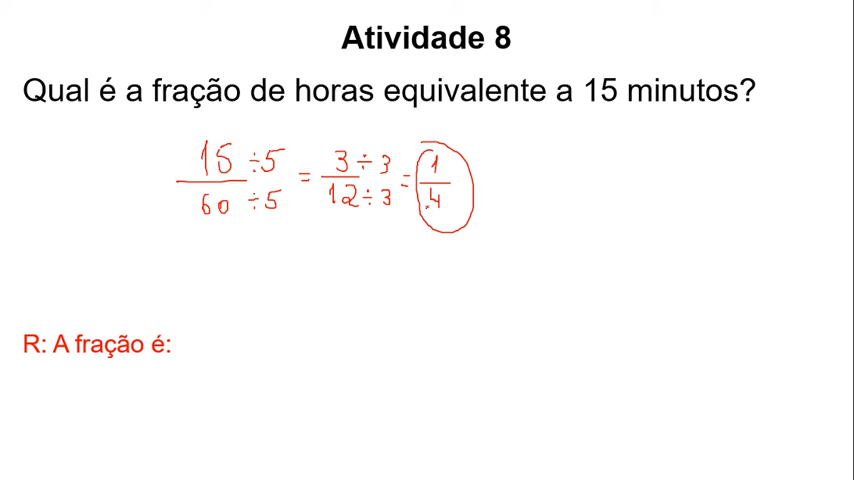 Atividade 8
Qual é a fração de horas equivalente a 15 minutos?
15 ÷5 = 3 ÷ 3 = 1
60 ÷5 12 ÷ 3 4
R: A fração é: